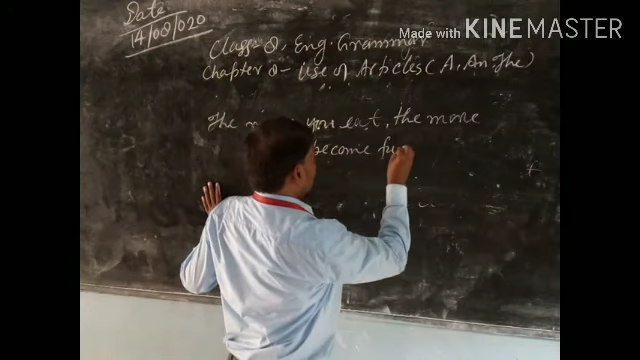 Made with KINEMASTER
Date
14/08/020
Class 8, Eng. Grammar
Chapter 8 - Use of Articles (A, An The)
The you eat, the more
become